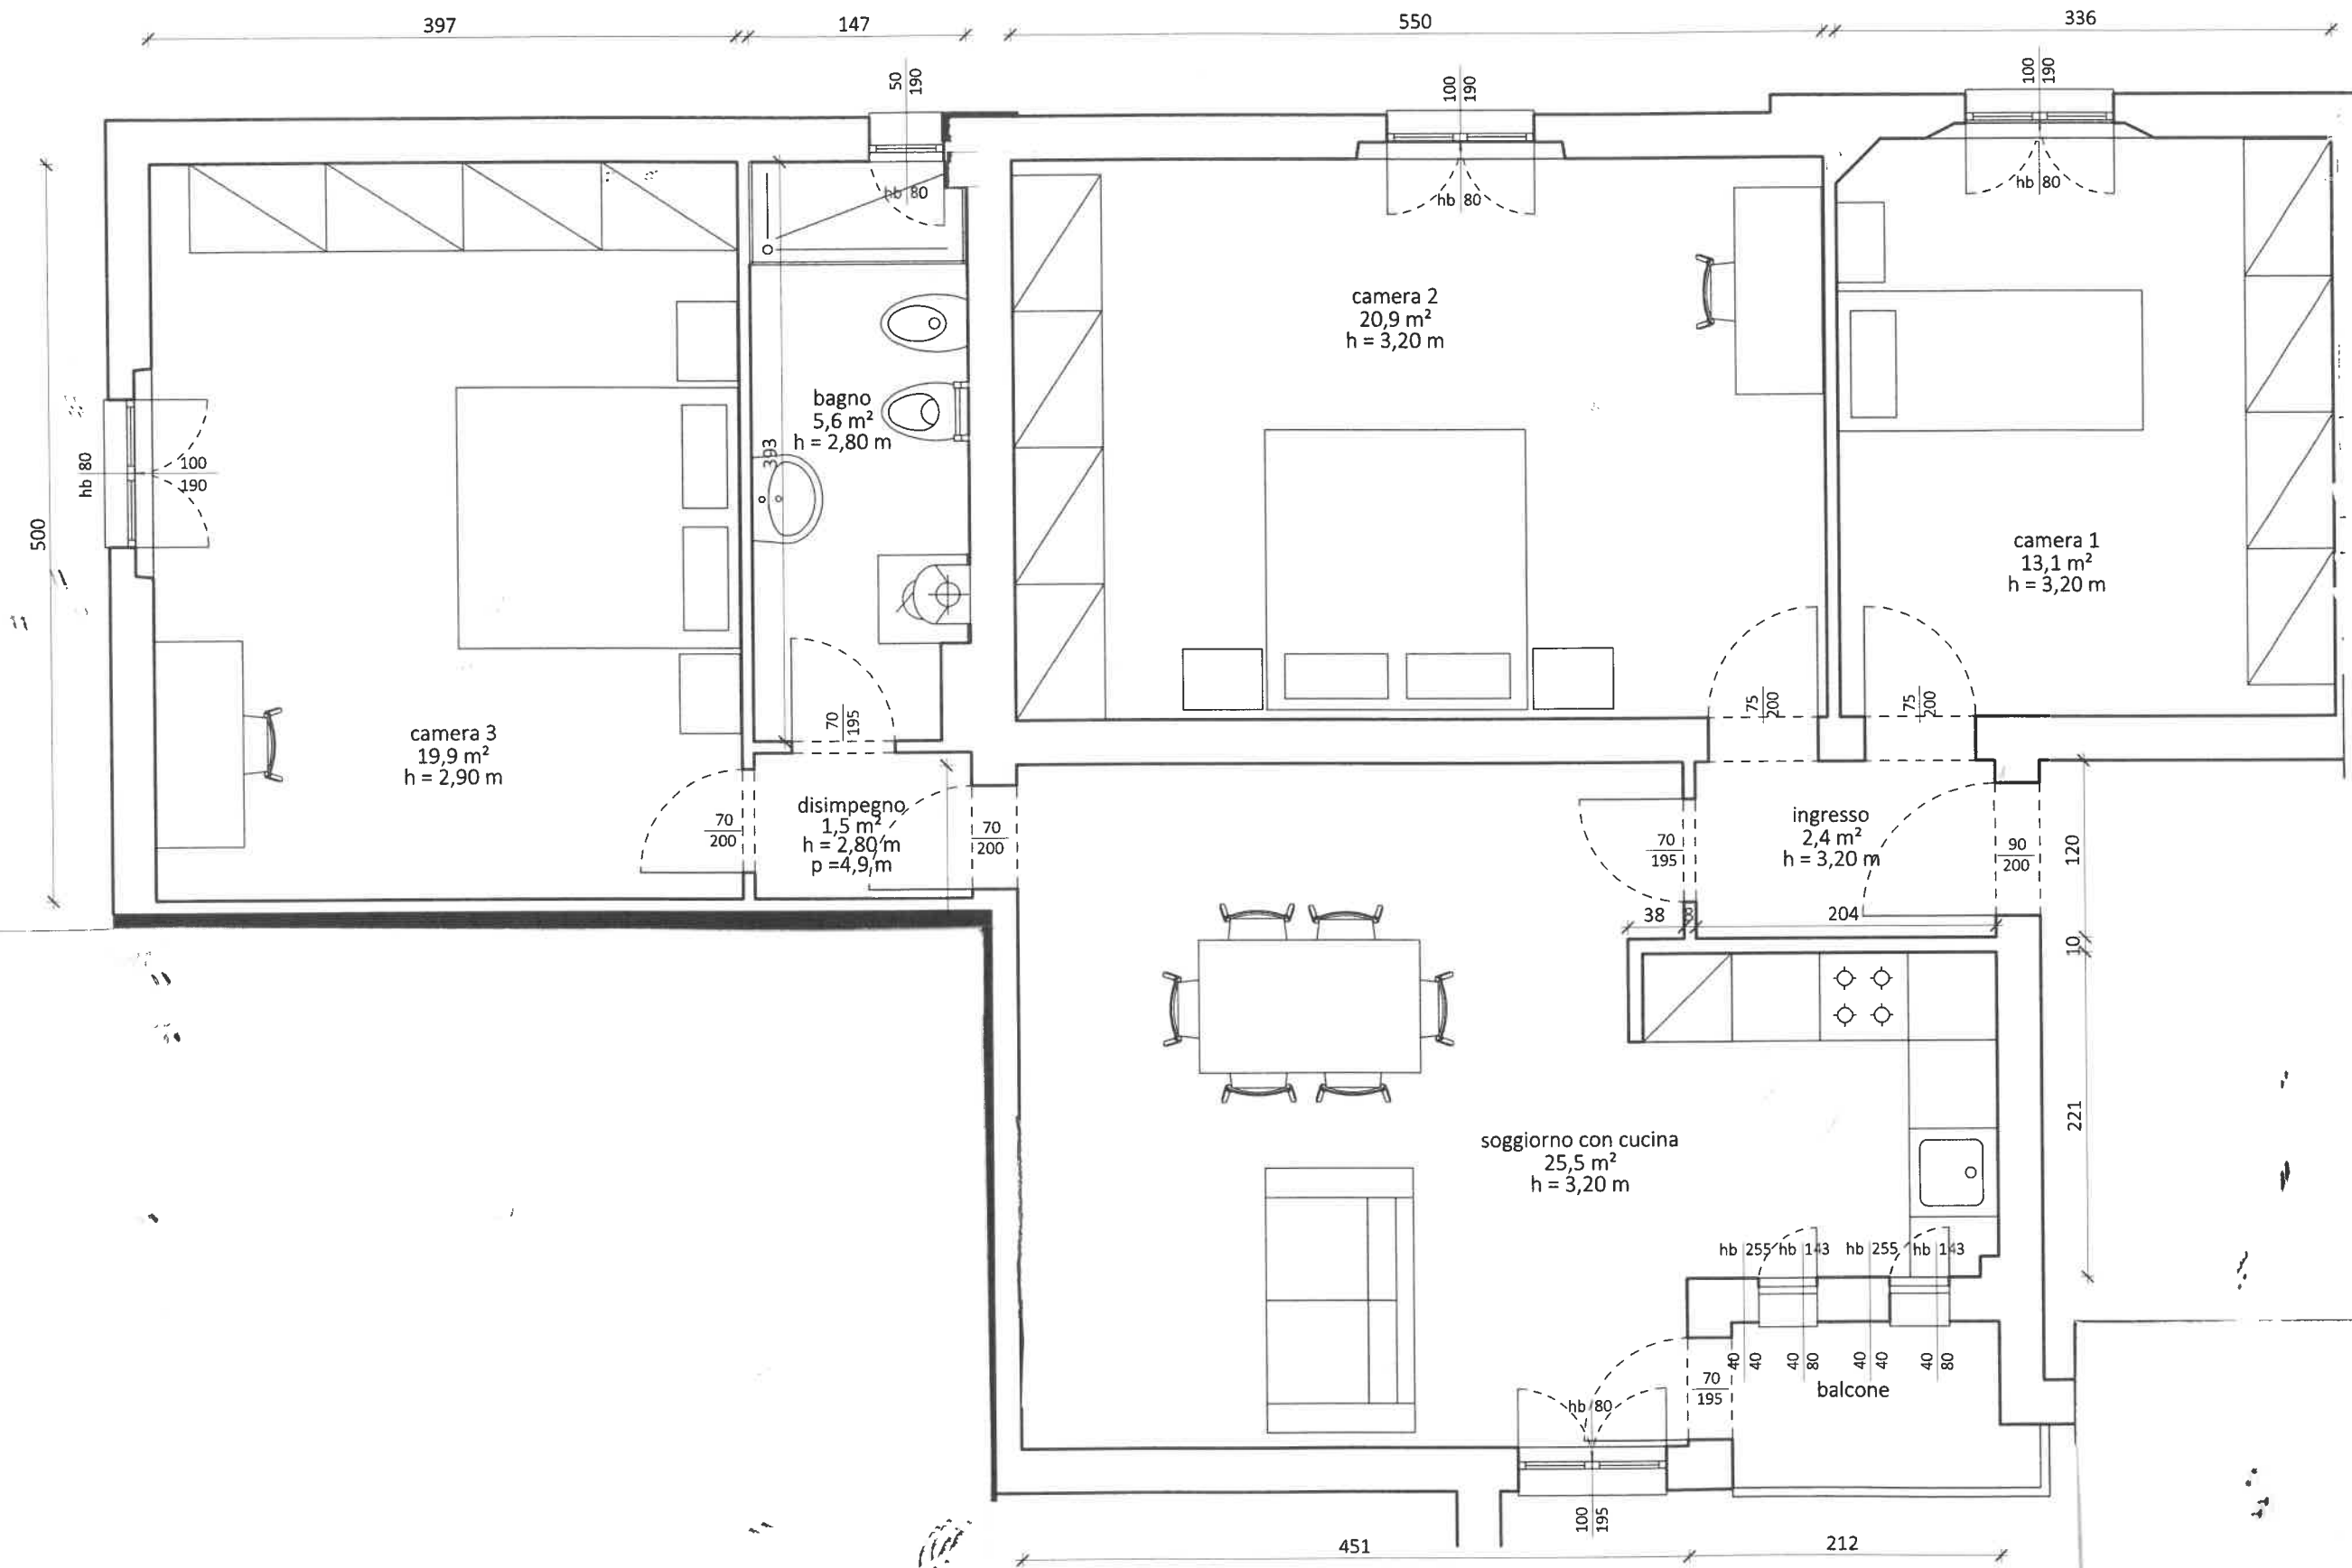 397
147
550
336
50
190
100
190
100
190
hb 80
hb 80
hb 80
camera 2
20,9 m²
h = 3,20 m
bagno
5,6 m²
h = 2,80 m
393
hb 80
100
190
500
camera 1
13,1 m²
h = 3,20 m
70
195
75
200
75
200
camera 3
19,9 m²
h = 2,90 m
disimpegno
1,5 m²
h = 2,80 m
p =4,9 m
70
200
70
200
70
195
ingresso
2,4 m²
h = 3,20 m
90
200
120
38
8
204
10
221
soggiorno con cucina
25,5 m²
h = 3,20 m
hb 255 hb 143 hb 255 hb 143
40
40
40
80
40
40
40
80
balcone
70
195
hb 80
100
195
451
212